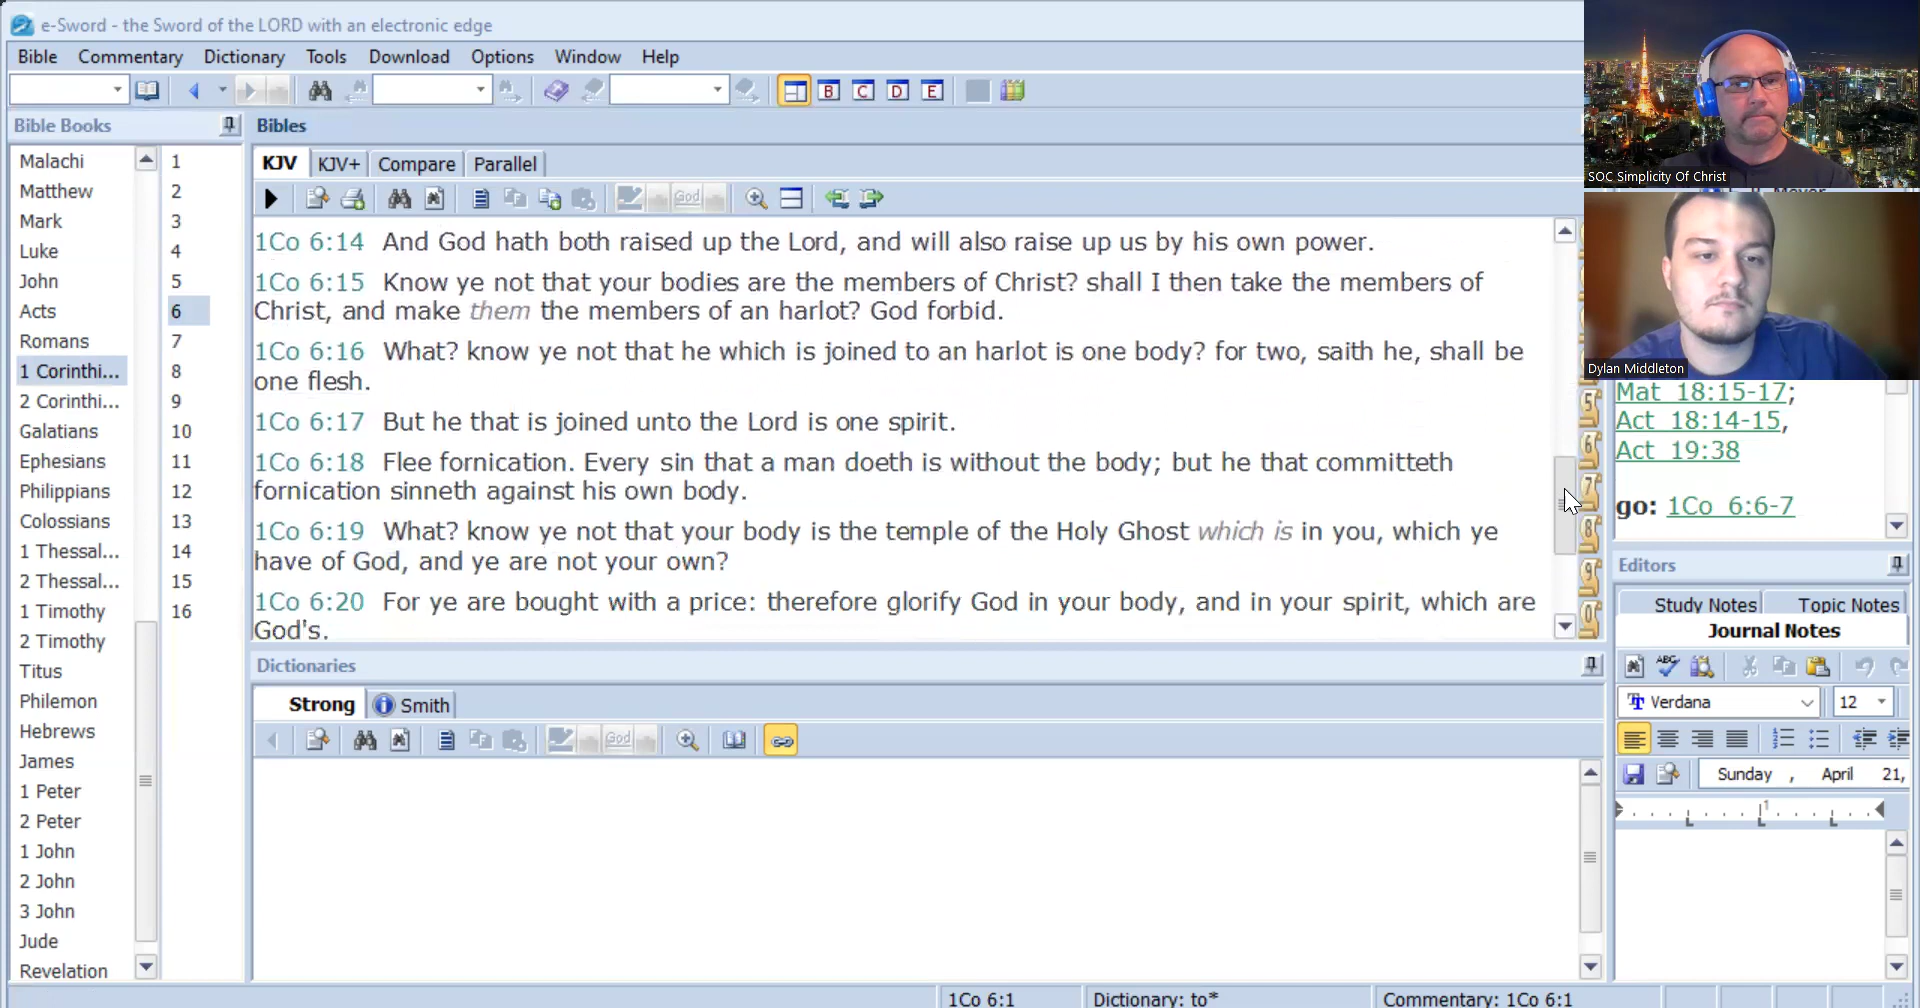 e-Sword - the Sword of the LORD with an electronic edge
Bible Commentary Dictionary Tools Download Options Window Help
B C D E
Bible Books
Malachi
Matthew
Mark
Luke
John
Acts
Romans
1 Corinthi...
2 Corinthi...
Galatians
Ephesians
Philippians
Colossians
1 Thessal...
2 Thessal...
1 Timothy
2 Timothy
Titus
Philemon
Hebrews
James
1 Peter
2 Peter
1 John
2 John
3 John
Jude
Revelation
1
2
3
4
5
6
7
8
9
10
11
12
13
14
15
16
Bibles
KJV KJV+ Compare Parallel
God
1Co 6:14 And God hath both raised up the Lord, and will also raise up us by his own power.
1Co 6:15 Know ye not that your bodies are the members of Christ? shall I then take the members of
Christ, and make them the members of an harlot? God forbid.
1Co 6:16 What? know ye not that he which is joined to an harlot is one body? for two, saith he, shall be
one flesh.
1Co 6:17 But he that is joined unto the Lord is one spirit.
1Co 6:18 Flee fornication. Every sin that a man doeth is without the body; but he that committeth
fornication sinneth against his own body.
1Co 6:19 What? know ye not that your body is the temple of the Holy Ghost which is in you, which ye
have of God, and ye are not your own?
1Co 6:20 For ye are bought with a price: therefore glorify God in your body, and in your spirit, which are
God's.
5
6
7
8
9
0
Dictionaries
Strong Smith
God
SOC Simplicity Of Christ
Dylan Middleton
Mat 18:15-17;
Act 18:14-15,
Act 19:38
go: 1Co 6:6-7
Editors
Study Notes Topic Notes
Journal Notes
ABC
Verdana 12
Sunday , April 21,
1
1Co 6:1 Dictionary: to* Commentary: 1Co 6:1